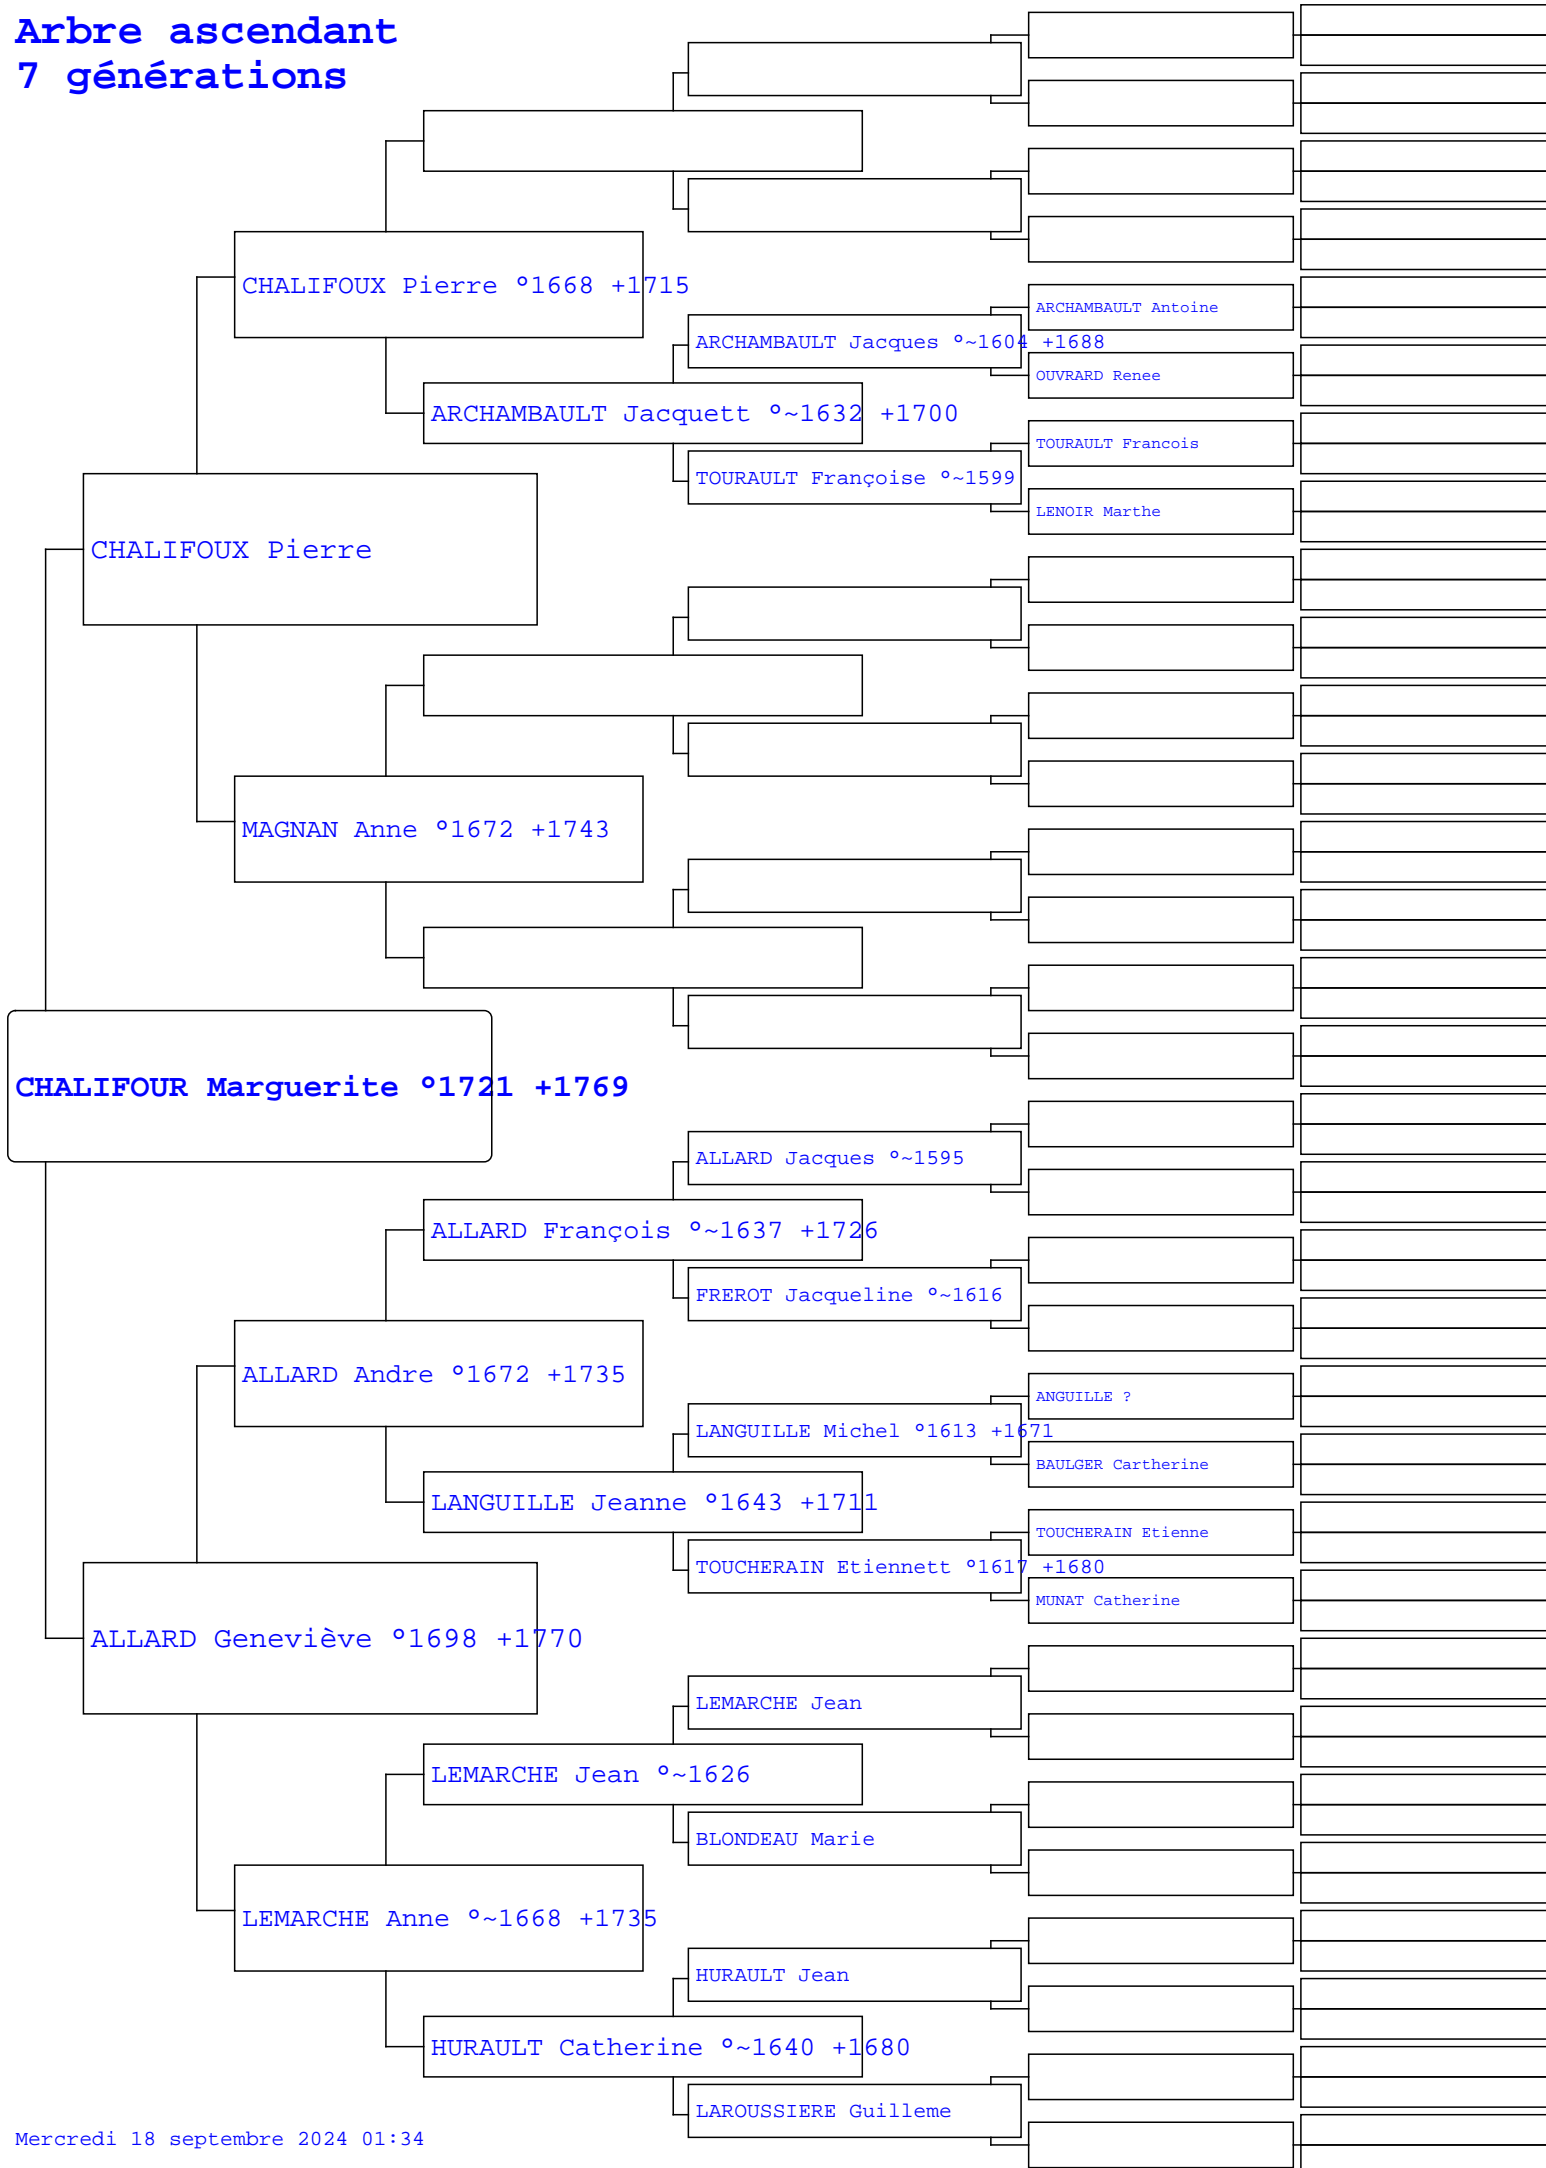 Arbre ascendant
7 générations
CHALIFOUX Pierre °1668 +1715
ARCHAMBAULT Antoine
ARCHAMBAULT Jacques °~1604 +1688
OUVRARD Renee
ARCHAMBAULT Jacquett °~1632 +1700
TOURAULT Francois
TOURAULT Françoise °~1599
LENOIR Marthe
CHALIFOUX Pierre
MAGNAN Anne °1672 +1743
CHALIFOUR Marguerite °1721 +1769
ALLARD Jacques °~1595
ALLARD François °~1637 +1726
FREROT Jacqueline °~1616
ALLARD Andre °1672 +1735
ANGUILLE ?
LANGUILLE Michel °1613 +1671
BAULGER Cartherine
LANGUILLE Jeanne °1643 +1711
TOUCHERAIN Etienne
TOUCHERAIN Etiennett °1617 +1680
MUNAT Catherine
ALLARD Geneviève °1698 +1770
LEMARCHE Jean
LEMARCHE Jean °~1626
BLONDEAU Marie
LEMARCHE Anne °~1668 +1735
HURAULT Jean
HURAULT Catherine °~1640 +1680
LAROUSSIERE Guilleme
Mercredi 18 septembre 2024 01:34